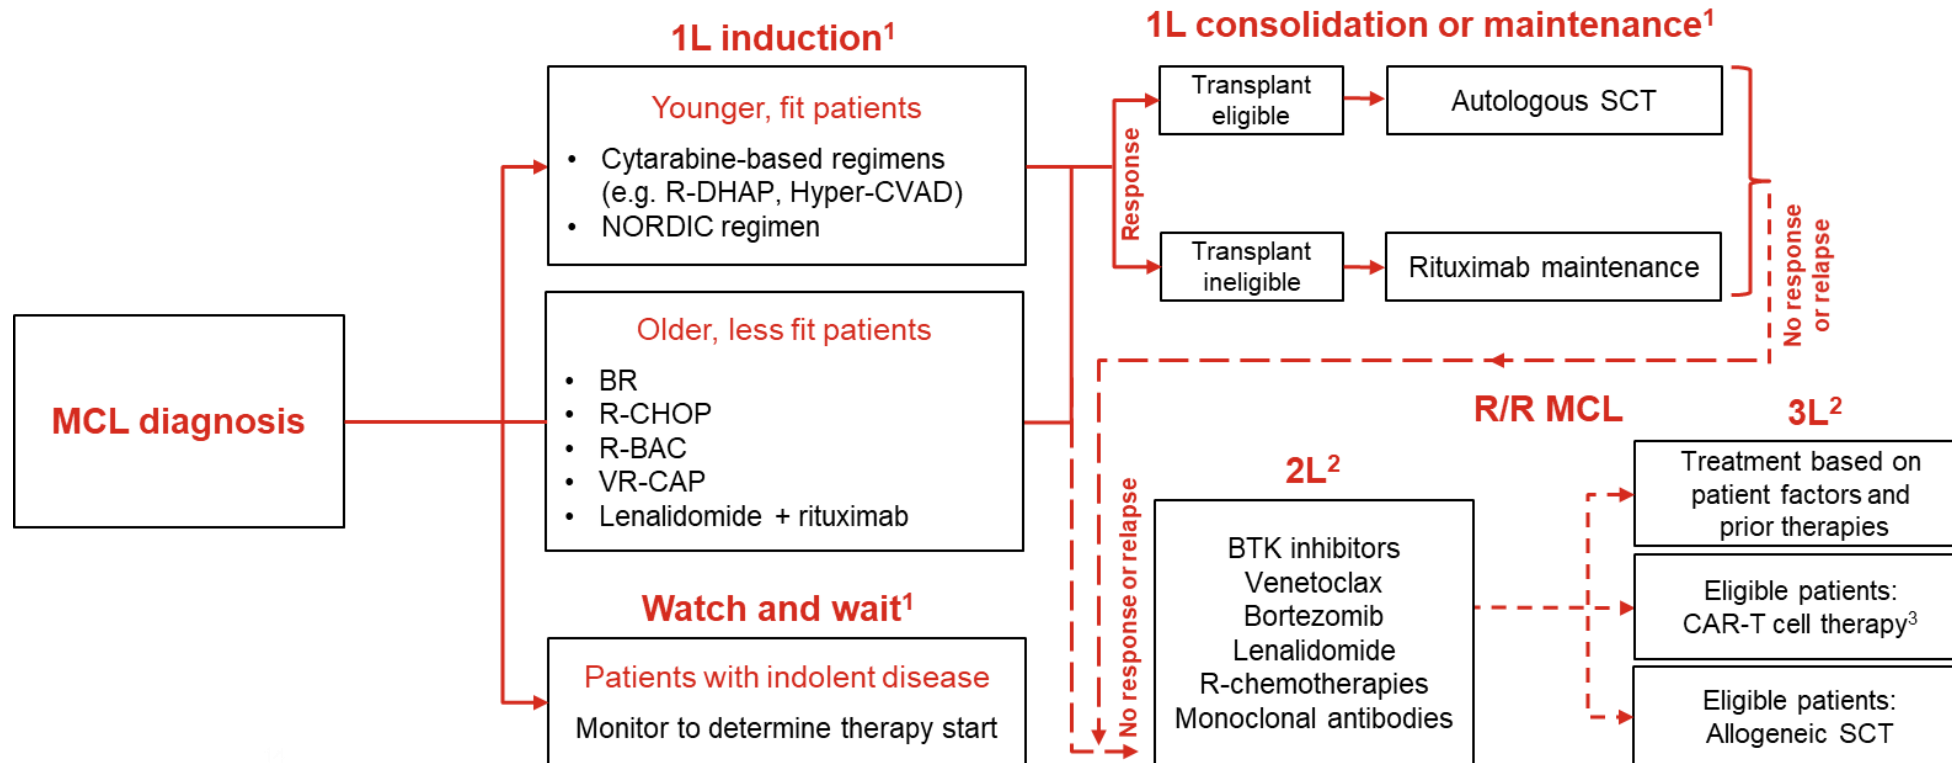 1L induction¹
Younger, fit patients
• Cytarabine-based regimens
(e.g. R-DHAP, Hyper-CVAD)
• NORDIC regimen
Older, less fit patients
• BR
• R-CHOP
• R-BAC
• VR-CAP
• Lenalidomide + rituximab
MCL diagnosis
Watch and wait¹
Patients with indolent disease
Monitor to determine therapy start
1L consolidation or maintenance¹
Response
Transplant
eligible
Autologous SCT
Transplant
ineligible
Rituximab maintenance
No response
or relapse
No response or relapse
R/R MCL
2L²
BTK inhibitors
Venetoclax
Bortezomib
Lenalidomide
R-chemotherapies
Monoclonal antibodies
3L²
Treatment based on
patient factors and
prior therapies
Eligible patients:
CAR-T cell therapy³
Eligible patients:
Allogeneic SCT